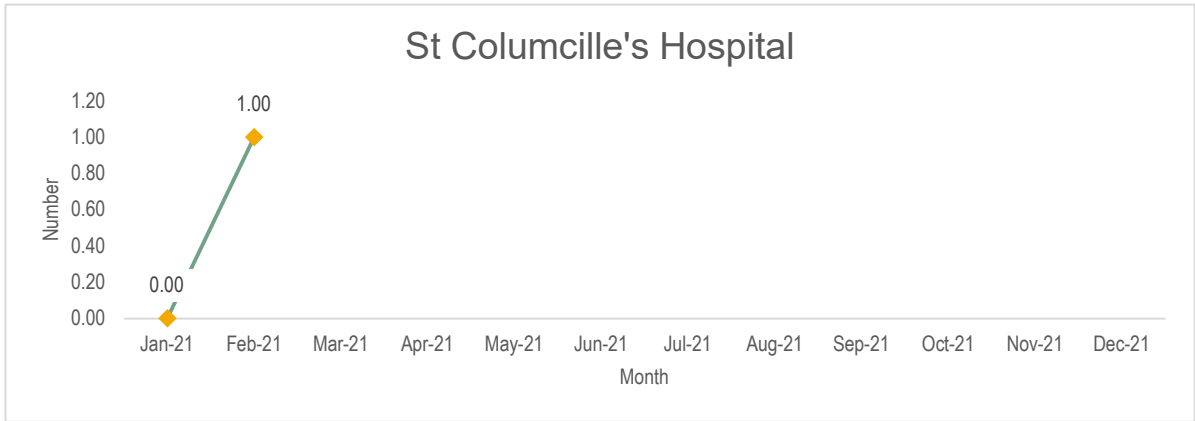 St Columcille's Hospital
1.20
1.00
0.80
0.60
0.40
0.20
0.00
Number
0.00
1.00
Jan-21 Feb-21 Mar-21 Apr-21 May-21 Jun-21 Jul-21 Aug-21 Sep-21 Oct-21 Nov-21 Dec-21
Month